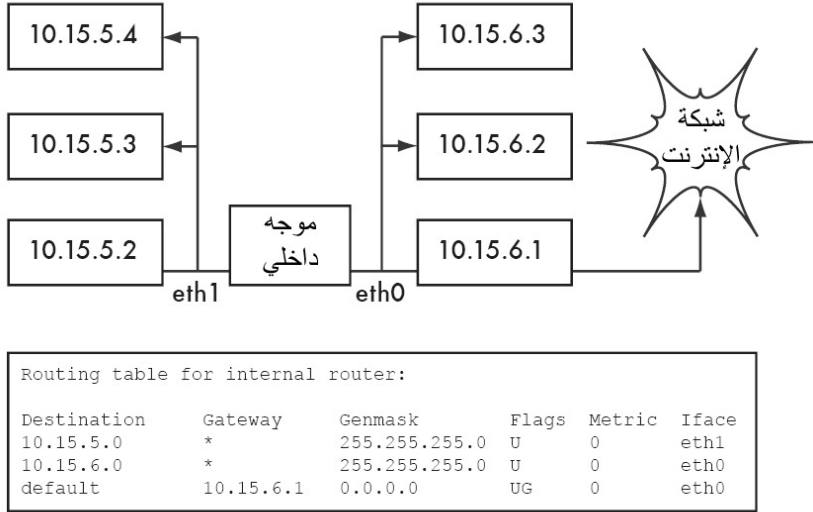 10.15.5.4
10.15.6.3
شبكة
الإنترنت
10.15.5.3
10.15.6.2
10.15.5.2
موجه
داخلي
10.15.6.1
eth1
eth0
Routing table for internal router:
Destination Gateway Genmask Flags Metric Iface
10.15.5.0 * 255.255.255.0 U 0 eth1
10.15.6.0 * 255.255.255.0 U 0 eth0
default 10.15.6.1 0.0.0.0 UG 0 eth0